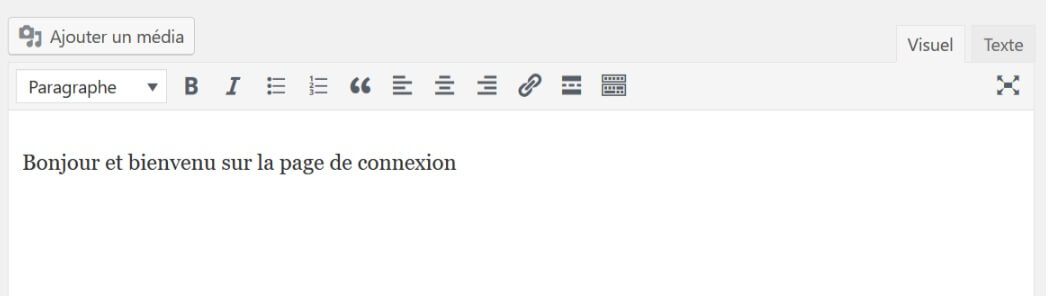 Ajouter un média
Visuel Texte
Paragraphe B I
Bonjour et bienvenu sur la page de connexion